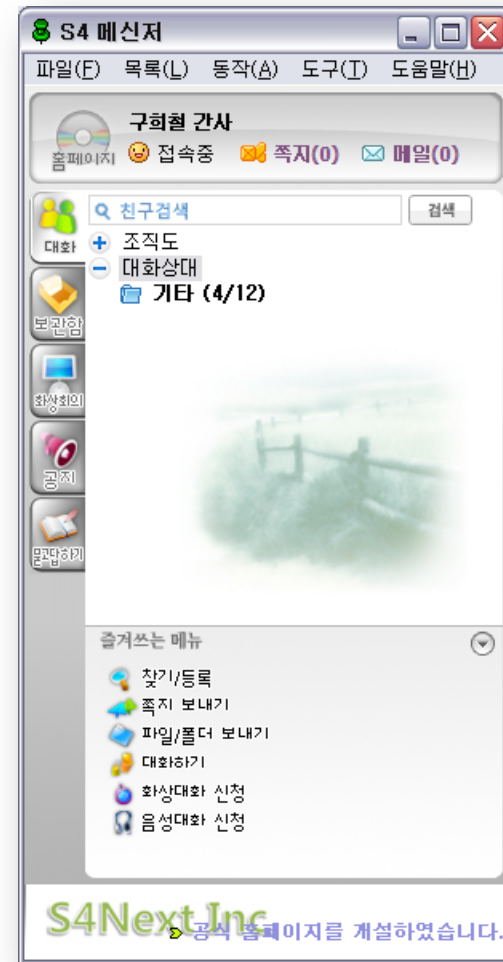 S4 메신저
파일(F) 목록(L) 동작(A) 도구(T) 도움말(H)
구희철 간사
홈페이지 접속중 쪽지(0) 메일(0)
친구검색 검색
대화
조직도
대화상대
기타 (4/12)
보관함
화상회의
공지
묻고답하기
즐겨쓰는 메뉴
찾기/등록
쪽지 보내기
파일/폴더 보내기
대화하기
화상대화 신청
음성대화 신청
S4Next Inc
공식 홈페이지를 개설하였습니다.